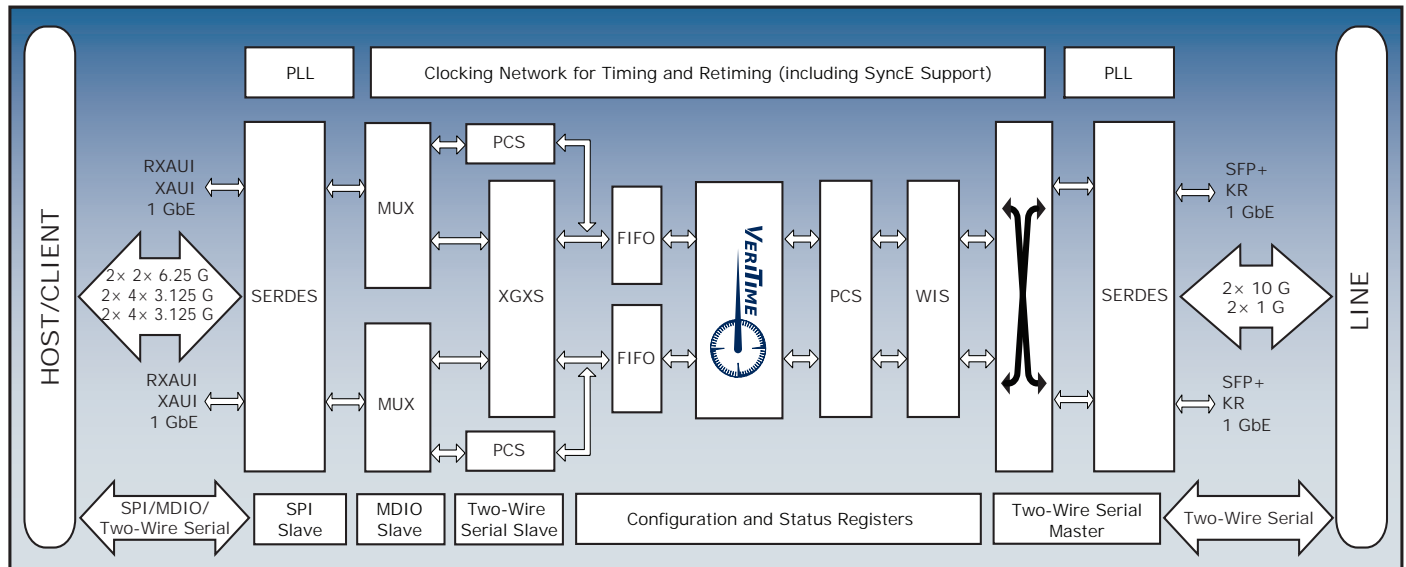 PLL
Clocking Network for Timing and Retiming (including SyncE Support)
PLL
HOST/CLIENT
RXAUI
XAUI
1 GbE
2× 2× 6.25 G
2× 4× 3.125 G
2× 4× 3.125 G
RXAUI
XAUI
1 GbE
SERDES
MUX
MUX
PCS
XGXS
PCS
FIFO
FIFO
VERITIME
PCS
WIS
SERDES
SFP+
KR
1 GbE
2× 10 G
2× 1 G
SFP+
KR
1 GbE
LINE
SPI/MDIO/
Two-Wire Serial
SPI
Slave
MDIO
Slave
Two-Wire
Serial Slave
Configuration and Status Registers
Two-Wire Serial
Master
Two-Wire Serial